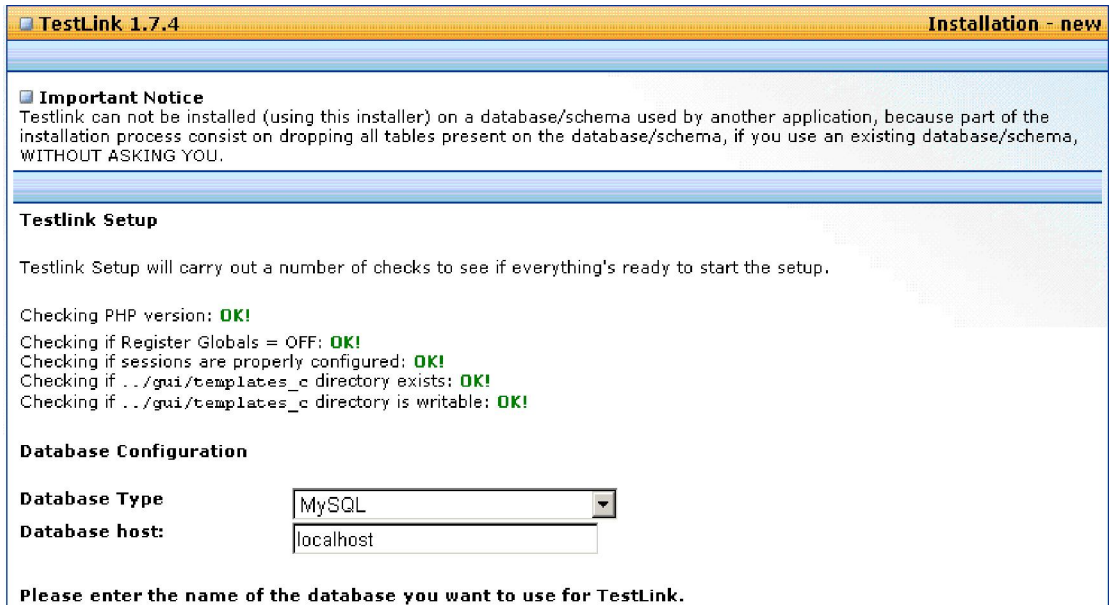 TestLink 1.7.4 Installation - new
Important Notice
Testlink can not be installed (using this installer) on a database/schema used by another application, because part of the
installation process consist on dropping all tables present on the database/schema, if you use an existing database/schema,
WITHOUT ASKING YOU.
Testlink Setup
Testlink Setup will carry out a number of checks to see if everything's ready to start the setup.
Checking PHP version: OK!
Checking if Register Globals = OFF: OK!
Checking if sessions are properly configured: OK!
Checking if ../gui/templates_c directory exists: OK!
Checking if ../gui/templates_c directory is writable: OK!
Database Configuration
Database Type MySQL
Database host: localhost
Please enter the name of the database you want to use for TestLink.